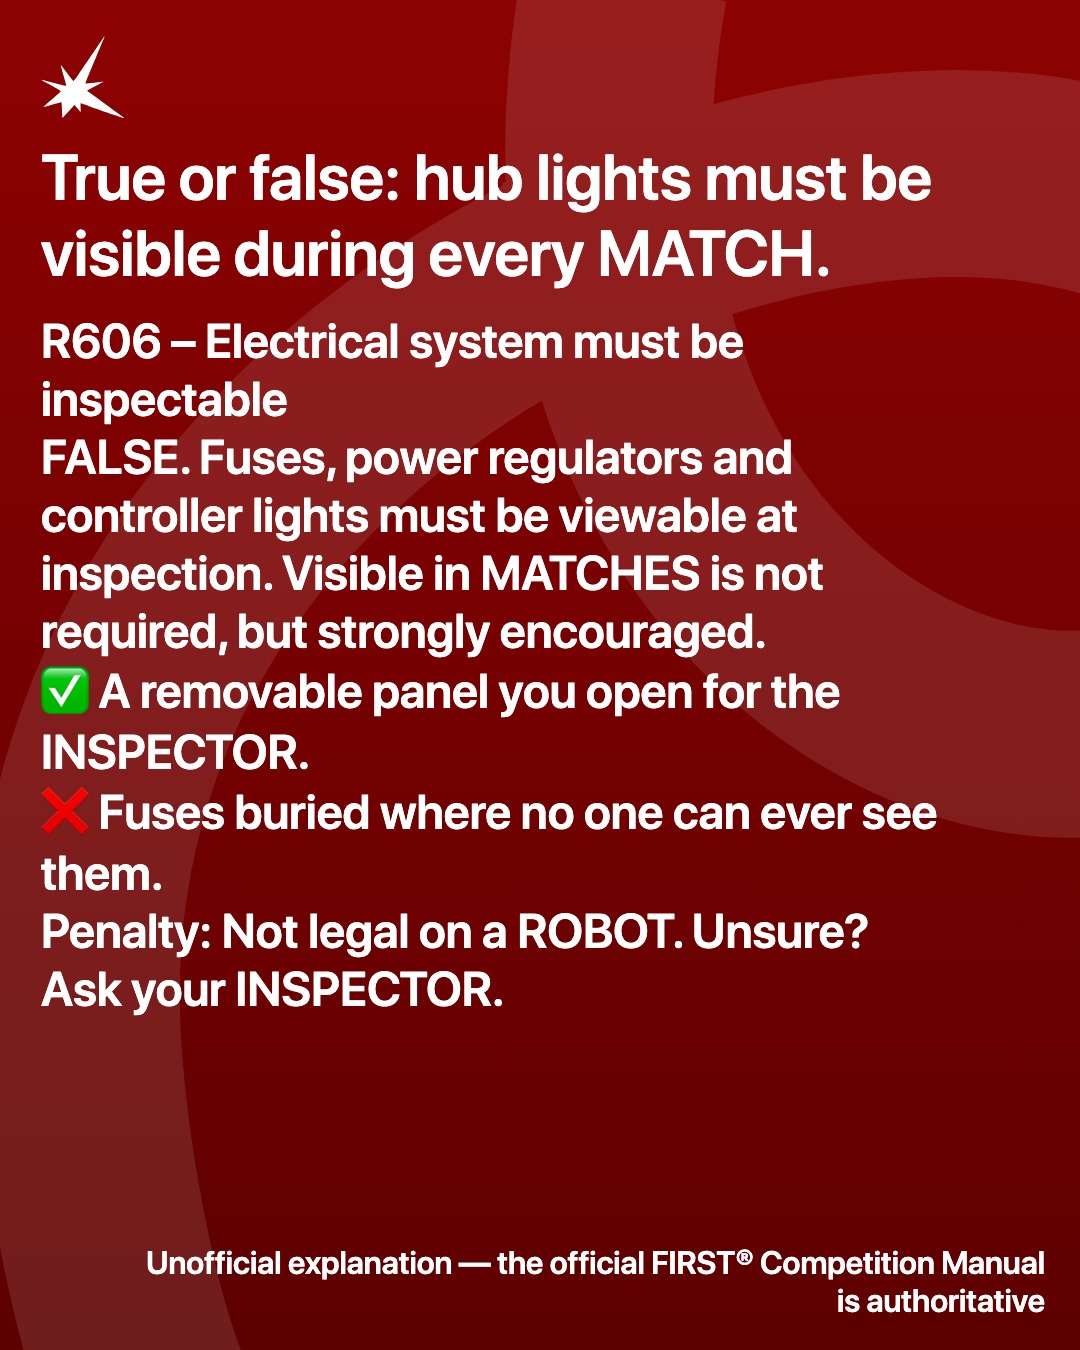 True or false: hub lights must be
visible during every MATCH.
R606 – Electrical system must be
inspectable
FALSE. Fuses, power regulators and
controller lights must be viewable at
inspection. Visible in MATCHES is not
required, but strongly encouraged.
✅ A removable panel you open for the
INSPECTOR.
❌ Fuses buried where no one can ever see
them.
Penalty: Not legal on a ROBOT. Unsure?
Ask your INSPECTOR.
Unofficial explanation — the official FIRST® Competition Manual
is authoritative